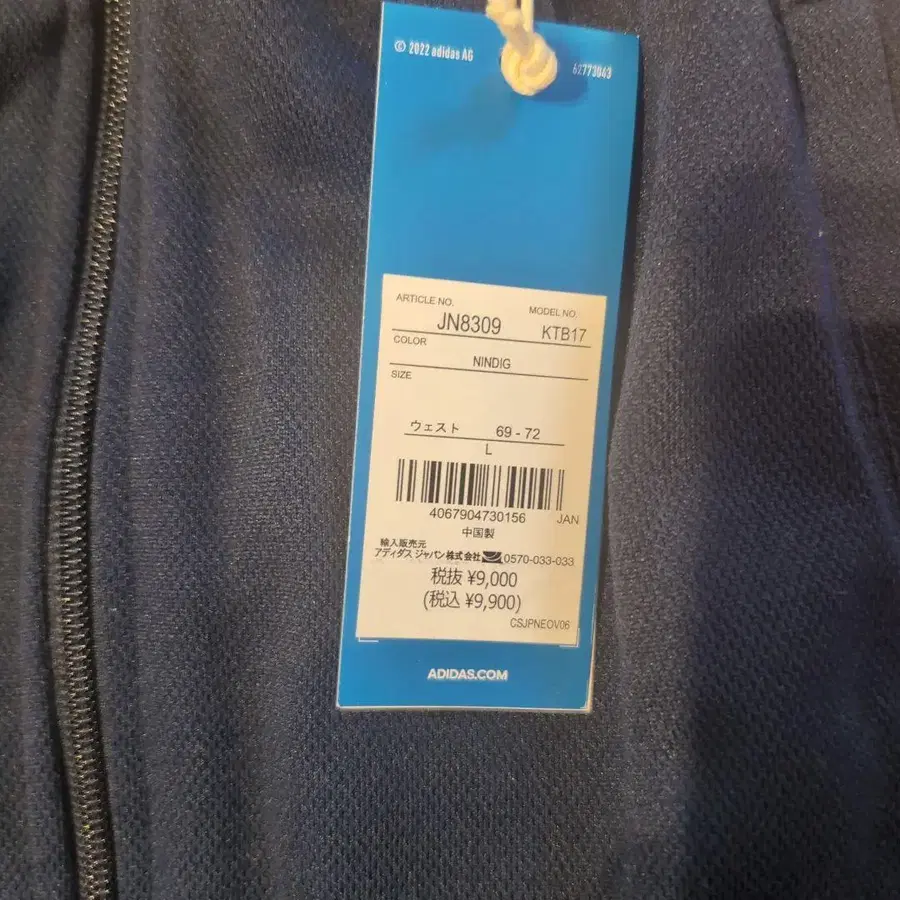 © 2022 adidas AG
62773043
ARTICLE NO.
MODEL NO.
JN8309
KTB17
COLOR
NINDIG
SIZE
ウェスト 69 - 72
L
4067904730156 JAN
中国製
輸入販売元
アディダス ジャパン株式会社 0570-033-033
税抜 ¥9,000
(税込 ¥9,900)
CSJPNEOV06
ADIDAS.COM